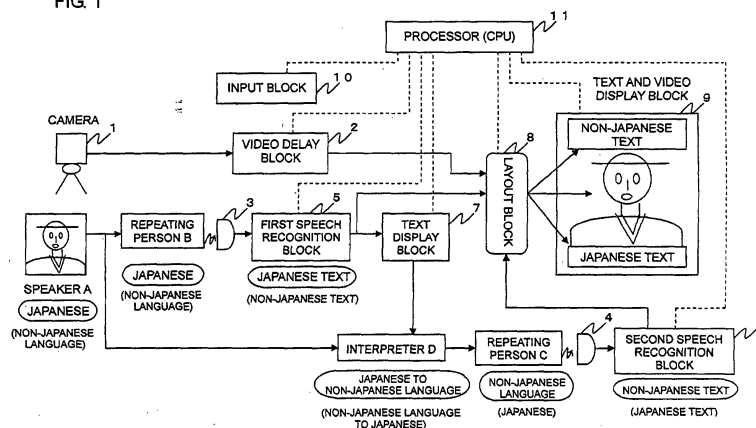 FIG. 1
11
PROCESSOR (CPU)
10
INPUT BLOCK
TEXT AND VIDEO
DISPLAY BLOCK
9
CAMERA
1
2
VIDEO DELAY
BLOCK
8
LAYOUT BLOCK
NON-JAPANESE
TEXT
JAPANESE TEXT
3
5
7
REPEATING
PERSON B
FIRST SPEECH
RECOGNITION
BLOCK
TEXT
DISPLAY
BLOCK
SPEAKER A
JAPANESE
(NON-JAPANESE
LANGUAGE)
JAPANESE
(NON-JAPANESE
LANGUAGE)
JAPANESE TEXT
(NON-JAPANESE TEXT)
4
INTERPRETER D
REPEATING
PERSON C
SECOND SPEECH
RECOGNITION
BLOCK
JAPANESE TO
NON-JAPANESE LANGUAGE
(NON-JAPANESE LANGUAGE
TO JAPANESE)
NON-JAPANESE
LANGUAGE
(JAPANESE)
NON-JAPANESE TEXT
(JAPANESE TEXT)